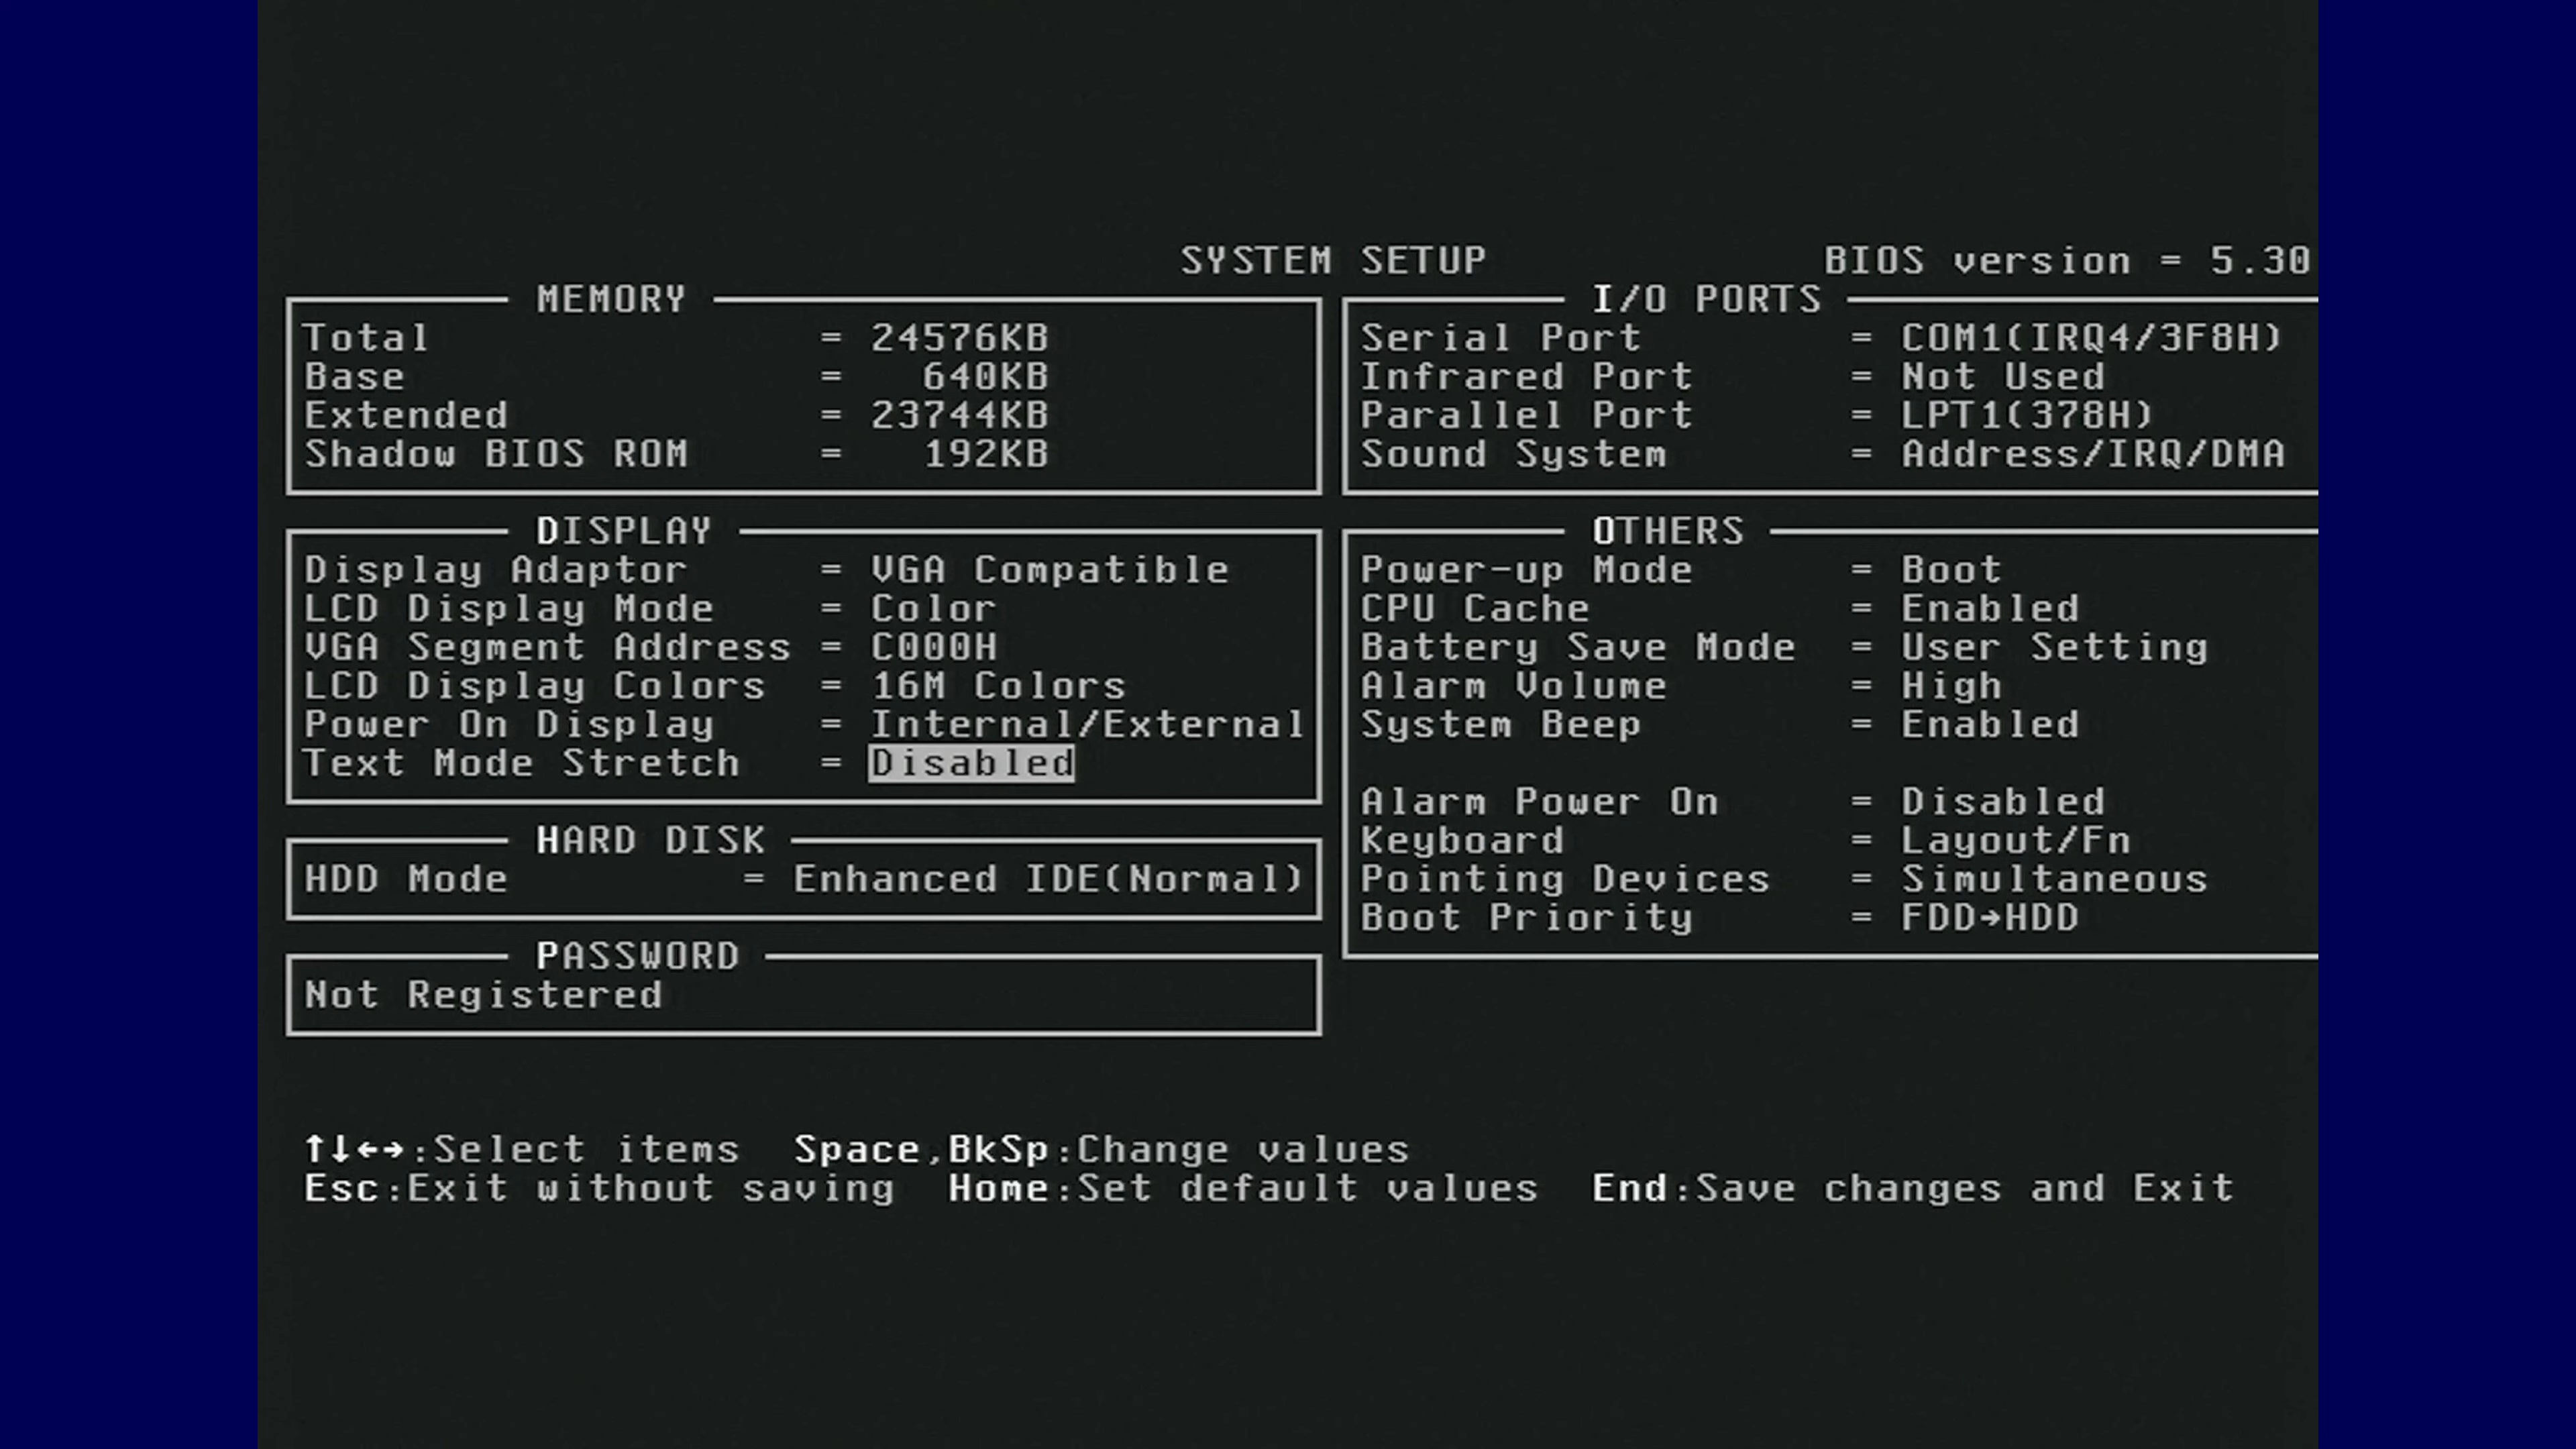 SYSTEM SETUP BIOS version = 5.30
MEMORY
Total = 24576KB
Base = 640KB
Extended = 23744KB
Shadow BIOS ROM = 192KB
I/O PORTS
Serial Port = COM1(IRQ4/3F8H)
Infrared Port = Not Used
Parallel Port = LPT1(378H)
Sound System = Address/IRQ/DMA
DISPLAY
Display Adaptor = VGA Compatible
LCD Display Mode = Color
VGA Segment Address = C000H
LCD Display Colors = 16M Colors
Power On Display = Internal/External
Text Mode Stretch = Disabled
HARD DISK
HDD Mode = Enhanced IDE(Normal)
PASSWORD
Not Registered
OTHERS
Power-up Mode = Boot
CPU Cache = Enabled
Battery Save Mode = User Setting
Alarm Volume = High
System Beep = Enabled
Alarm Power On = Disabled
Keyboard = Layout/Fn
Pointing Devices = Simultaneous
Boot Priority = FDD→HDD
↑↓←→:Select items Space,BkSp:Change values
Esc:Exit without saving Home:Set default values End:Save changes and Exit